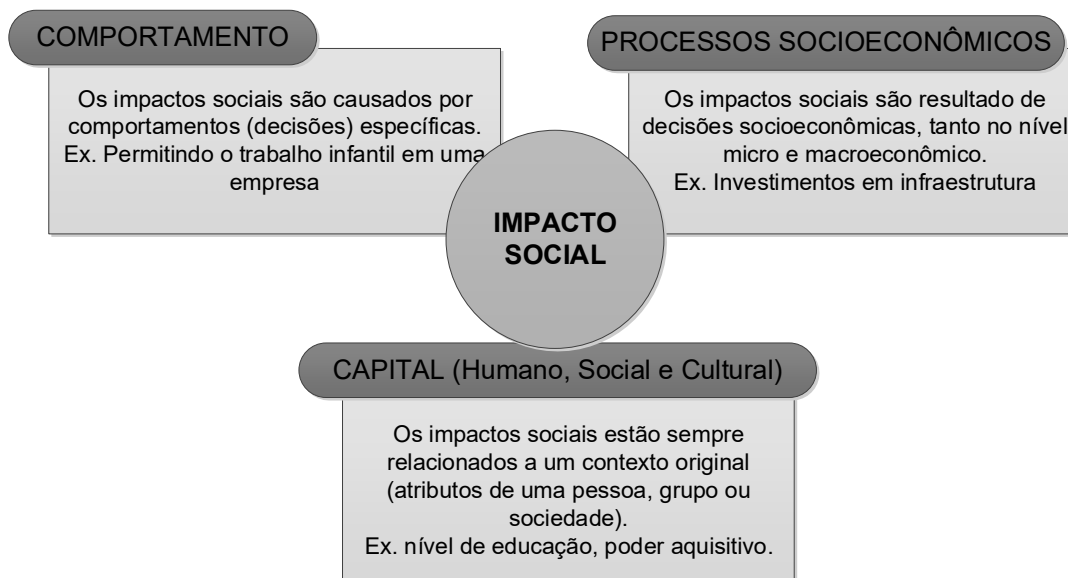 COMPORTAMENTO
Os impactos sociais são causados por
comportamentos (decisões) específicas.
Ex. Permitindo o trabalho infantil em uma
empresa
PROCESSOS SOCIOECONÔMICOS
Os impactos sociais são resultado de
decisões socioeconômicas, tanto no nível
micro e macroeconômico.
Ex. Investimentos em infraestrutura
IMPACTO
SOCIAL
CAPITAL (Humano, Social e Cultural)
Os impactos sociais estão sempre
relacionados a um contexto original
(atributos de uma pessoa, grupo ou
sociedade).
Ex. nível de educação, poder aquisitivo.